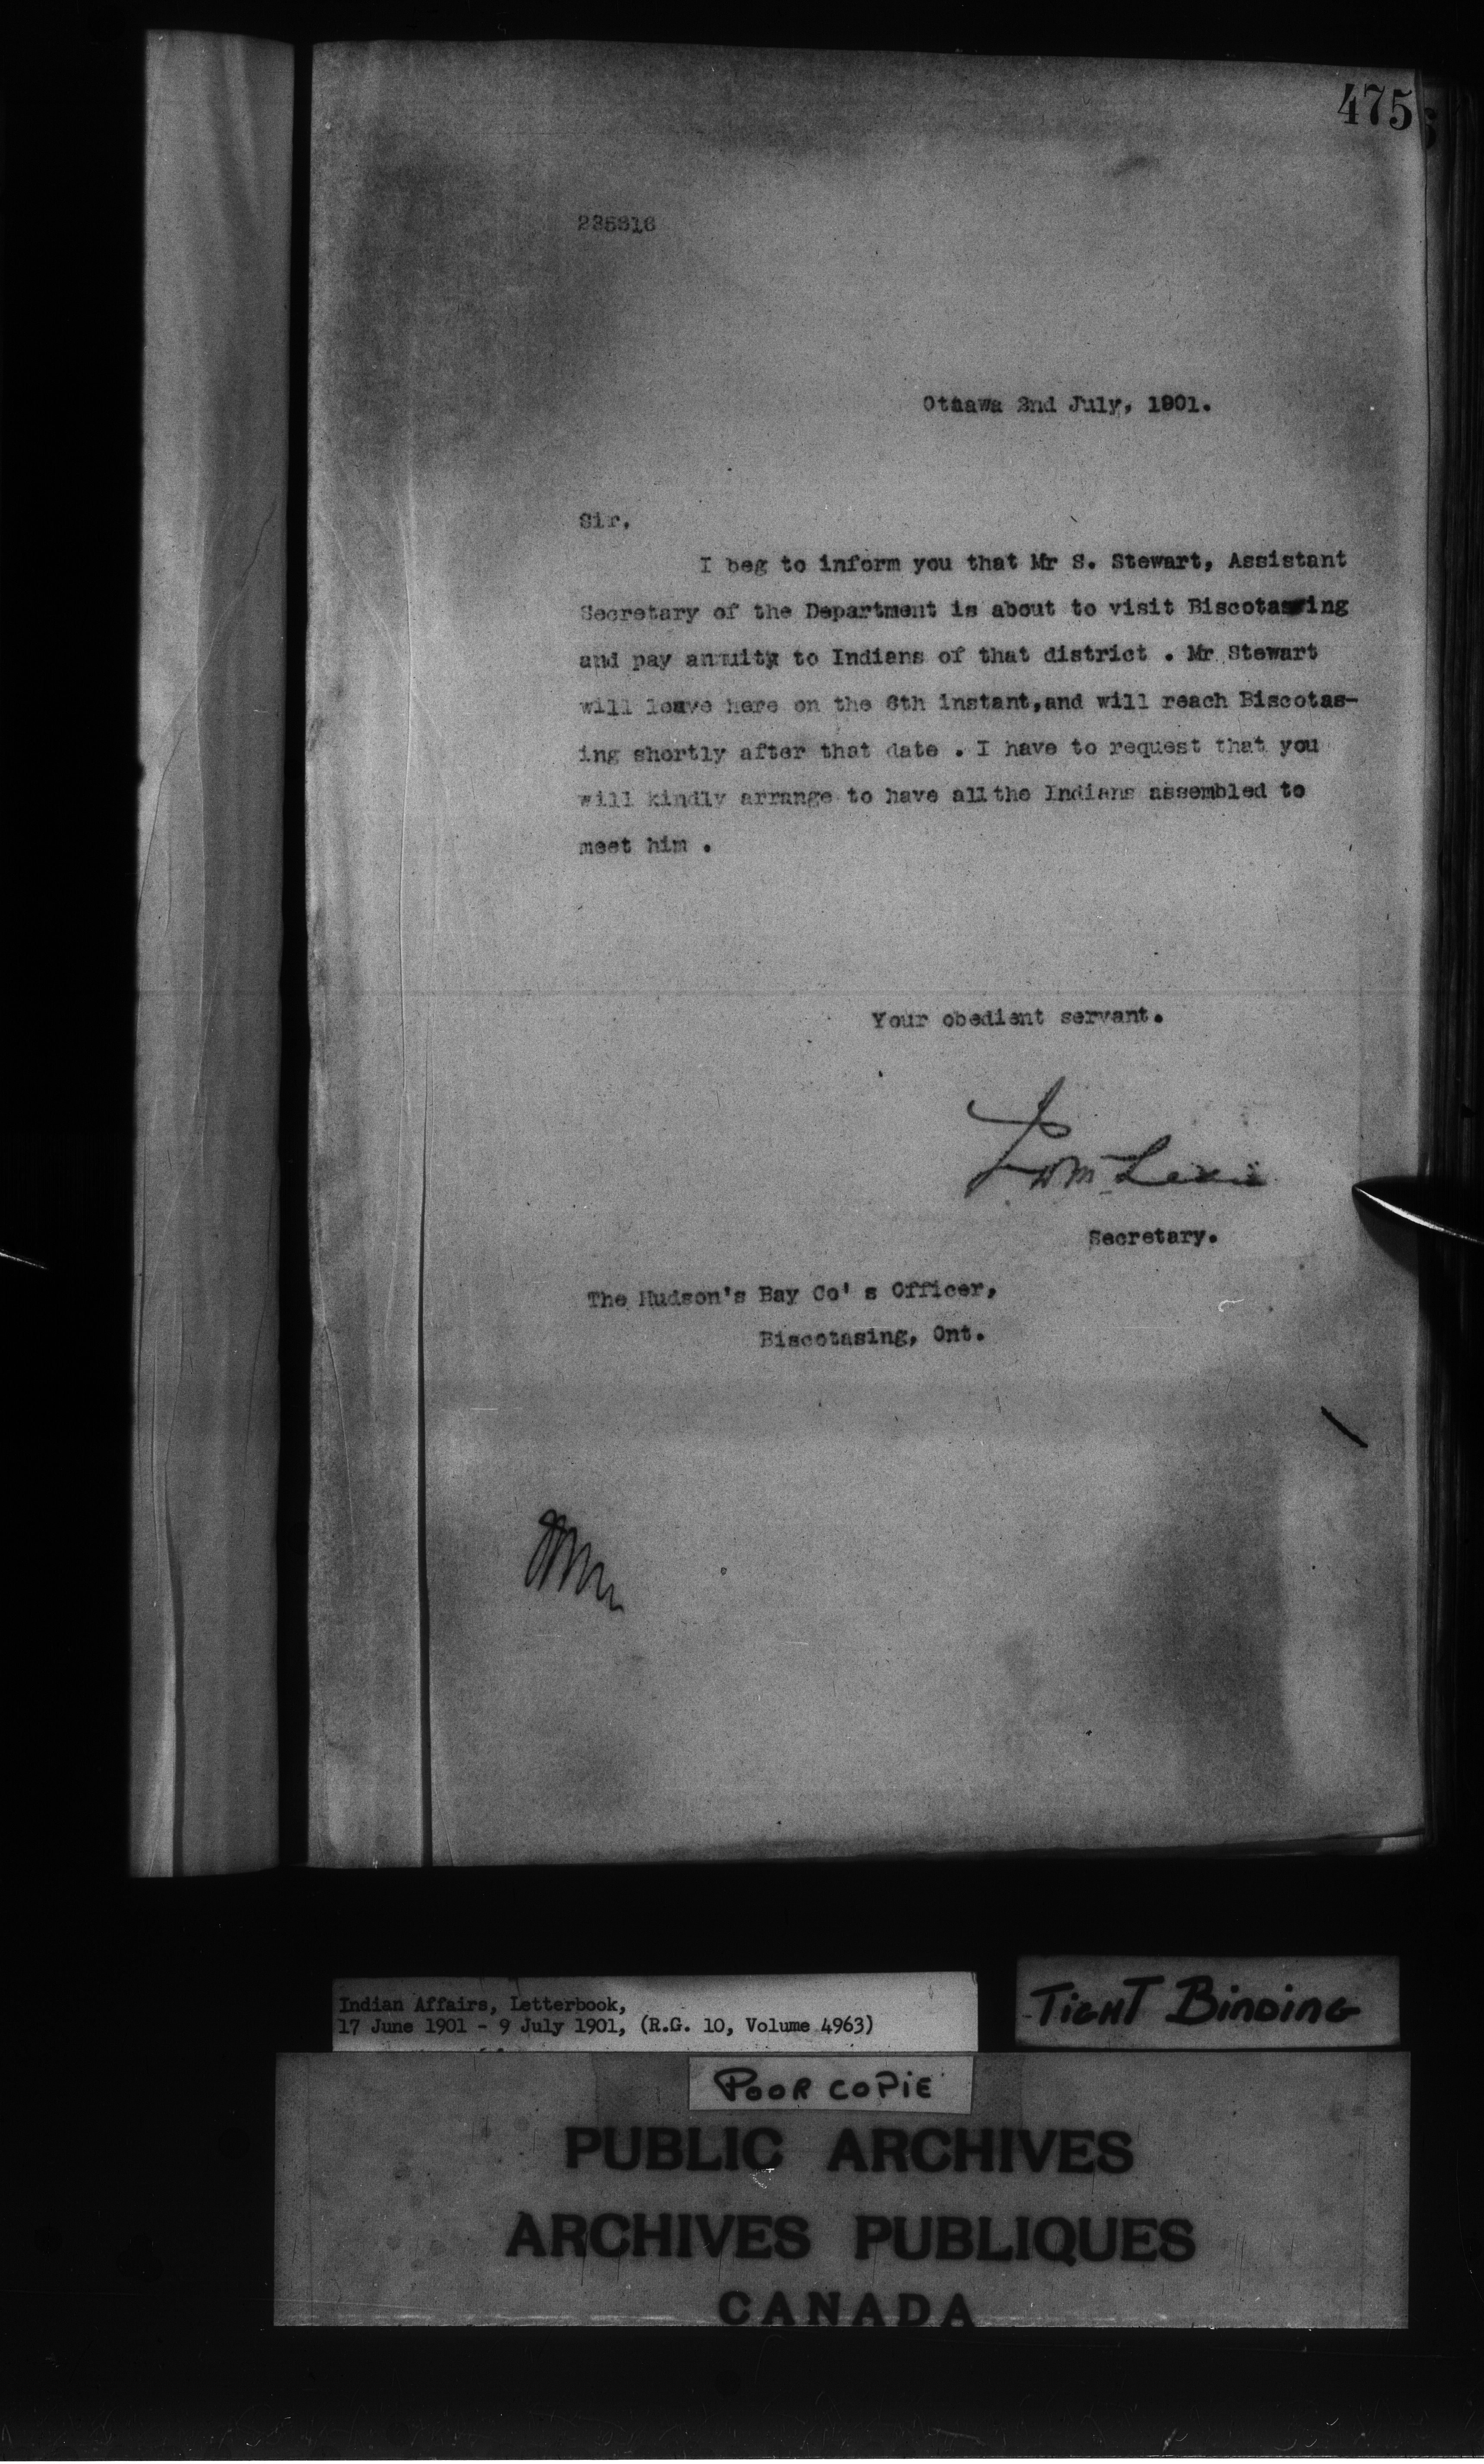 475
235316
Ottawa 2nd July, 1901.
Sir.
I beg to inform you that Mr S. Stewart, Assistant
Secretary of the Department is about to visit Biscotasing
and pay annuity to Indians of that district . Mr Stewart
will leave here on the 6th instant,and will reach Biscotas-
ing shortly after that date . I have to request that you
will kindly arrange to have all the Indians assembled to
meet him .
Your obedient servant.
Secretary.
The Hudson's Bay Co' s Officer,
Biscotasing, Ont.
Indian Affairs, Letterbook,
17 June 1901 - 9 July 1901, (R.G. 10, Volume 4963)
TIGHT BINDING
POOR COPIE
PUBLIC ARCHIVES
ARCHIVES PUBLIQUES
CANADA